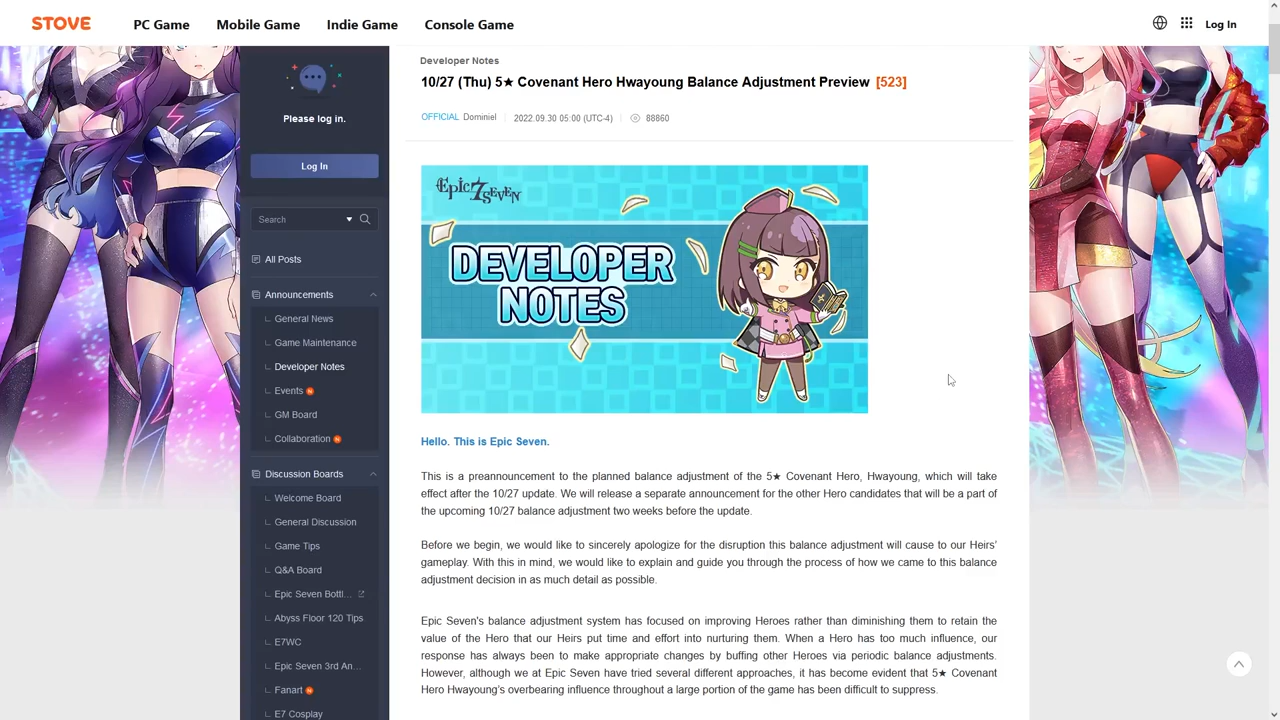 STOVE
PC Game
Mobile Game
Indie Game
Console Game
Log In
Please log in.
Log In
Search
All Posts
Announcements
General News
Game Maintenance
Developer Notes
Events N
GM Board
Collaboration N
Discussion Boards
Welcome Board
General Discussion
Game Tips
Q&A Board
Epic Seven Bottl...
Abyss Floor 120 Tips
E7WC
Epic Seven 3rd An...
Fanart N
E7 Cosplay
Developer Notes
10/27 (Thu) 5★ Covenant Hero Hwayoung Balance Adjustment Preview [523]
OFFICIAL Dominiel 2022.09.30 05:00 (UTC-4) 88860
Epic SEVEN 7
DEVELOPER
NOTES
Hello. This is Epic Seven.
This is a preannouncement to the planned balance adjustment of the 5★ Covenant Hero, Hwayoung, which will take
effect after the 10/27 update. We will release a separate announcement for the other Hero candidates that will be a part of
the upcoming 10/27 balance adjustment two weeks before the update.
Before we begin, we would like to sincerely apologize for the disruption this balance adjustment will cause to our Heirs'
gameplay. With this in mind, we would like to explain and guide you through the process of how we came to this balance
adjustment decision in as much detail as possible.
Epic Seven's balance adjustment system has focused on improving Heroes rather than diminishing them to retain the
value of the Hero that our Heirs put time and effort into nurturing them. When a Hero has too much influence, our
response has always been to make appropriate changes by buffing other Heroes via periodic balance adjustments.
However, although we at Epic Seven have tried several different approaches, it has become evident that 5★ Covenant
Hero Hwayoung's overbearing influence throughout a large portion of the game has been difficult to suppress.